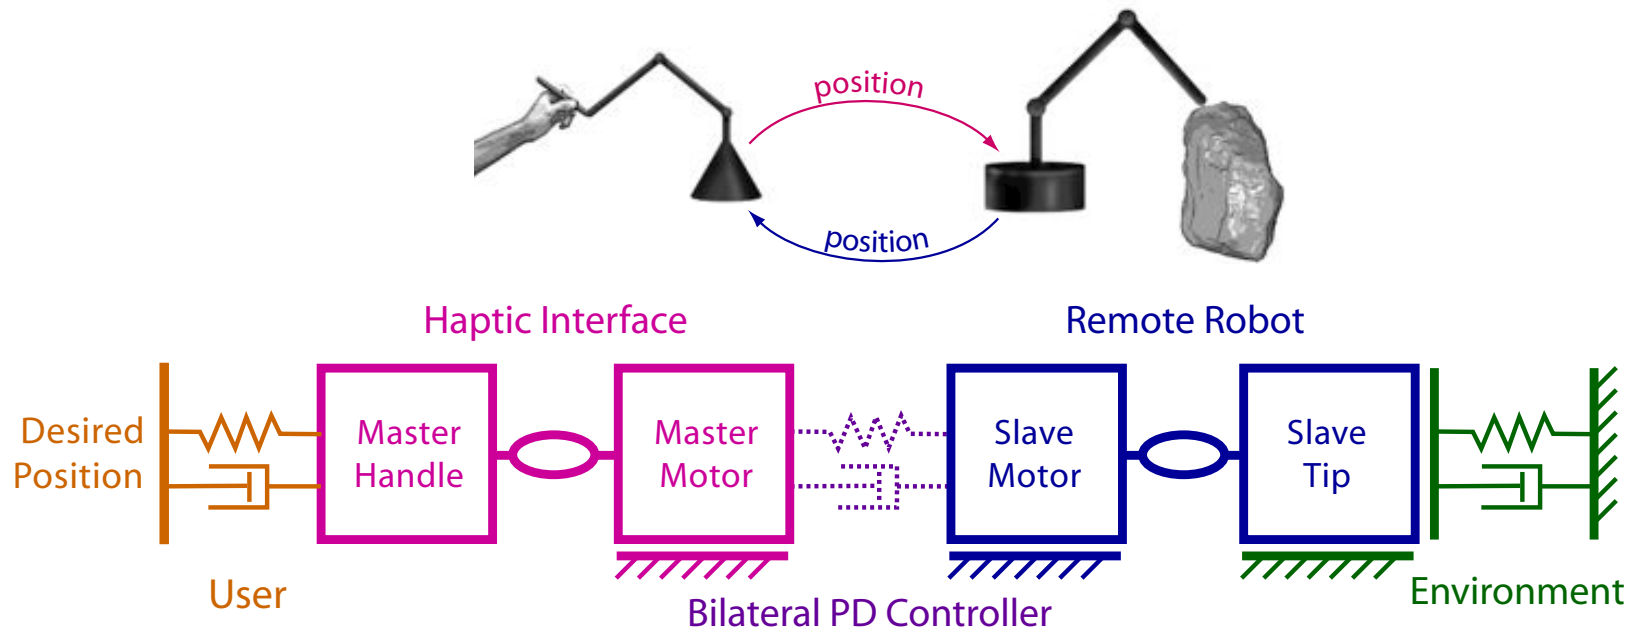 position
position
Haptic Interface
Remote Robot
Desired
Position
Master
Handle
Master
Motor
Slave
Motor
Slave
Tip
User
Bilateral PD Controller
Environment